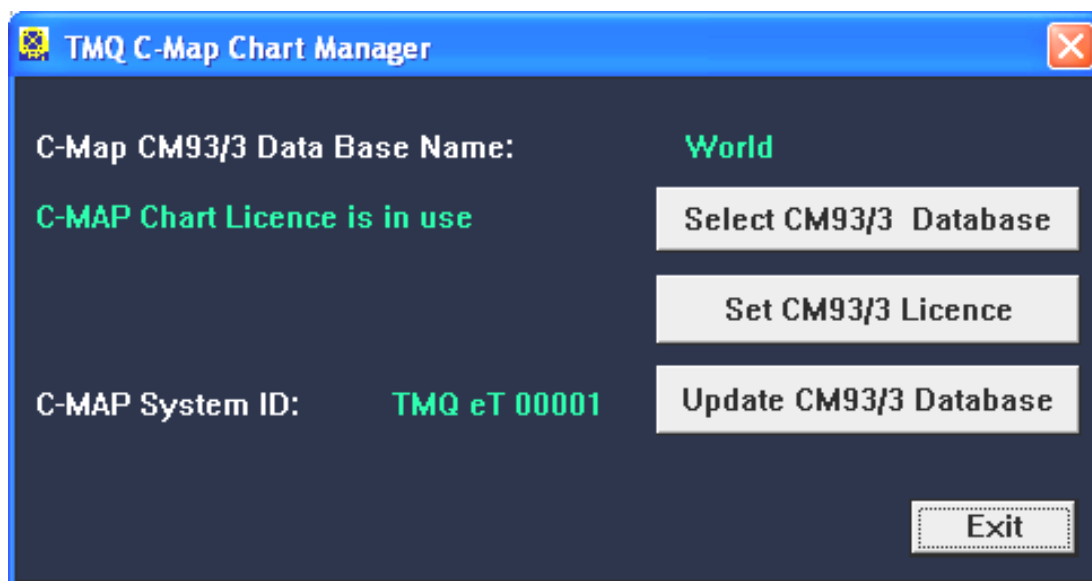 TMQ C-Map Chart Manager
C-Map CM93/3 Data Base Name: World
C-MAP Chart Licence is in use
Select CM93/3 Database
Set CM93/3 Licence
C-MAP System ID: TMQ eT 00001
Update CM93/3 Database
Exit